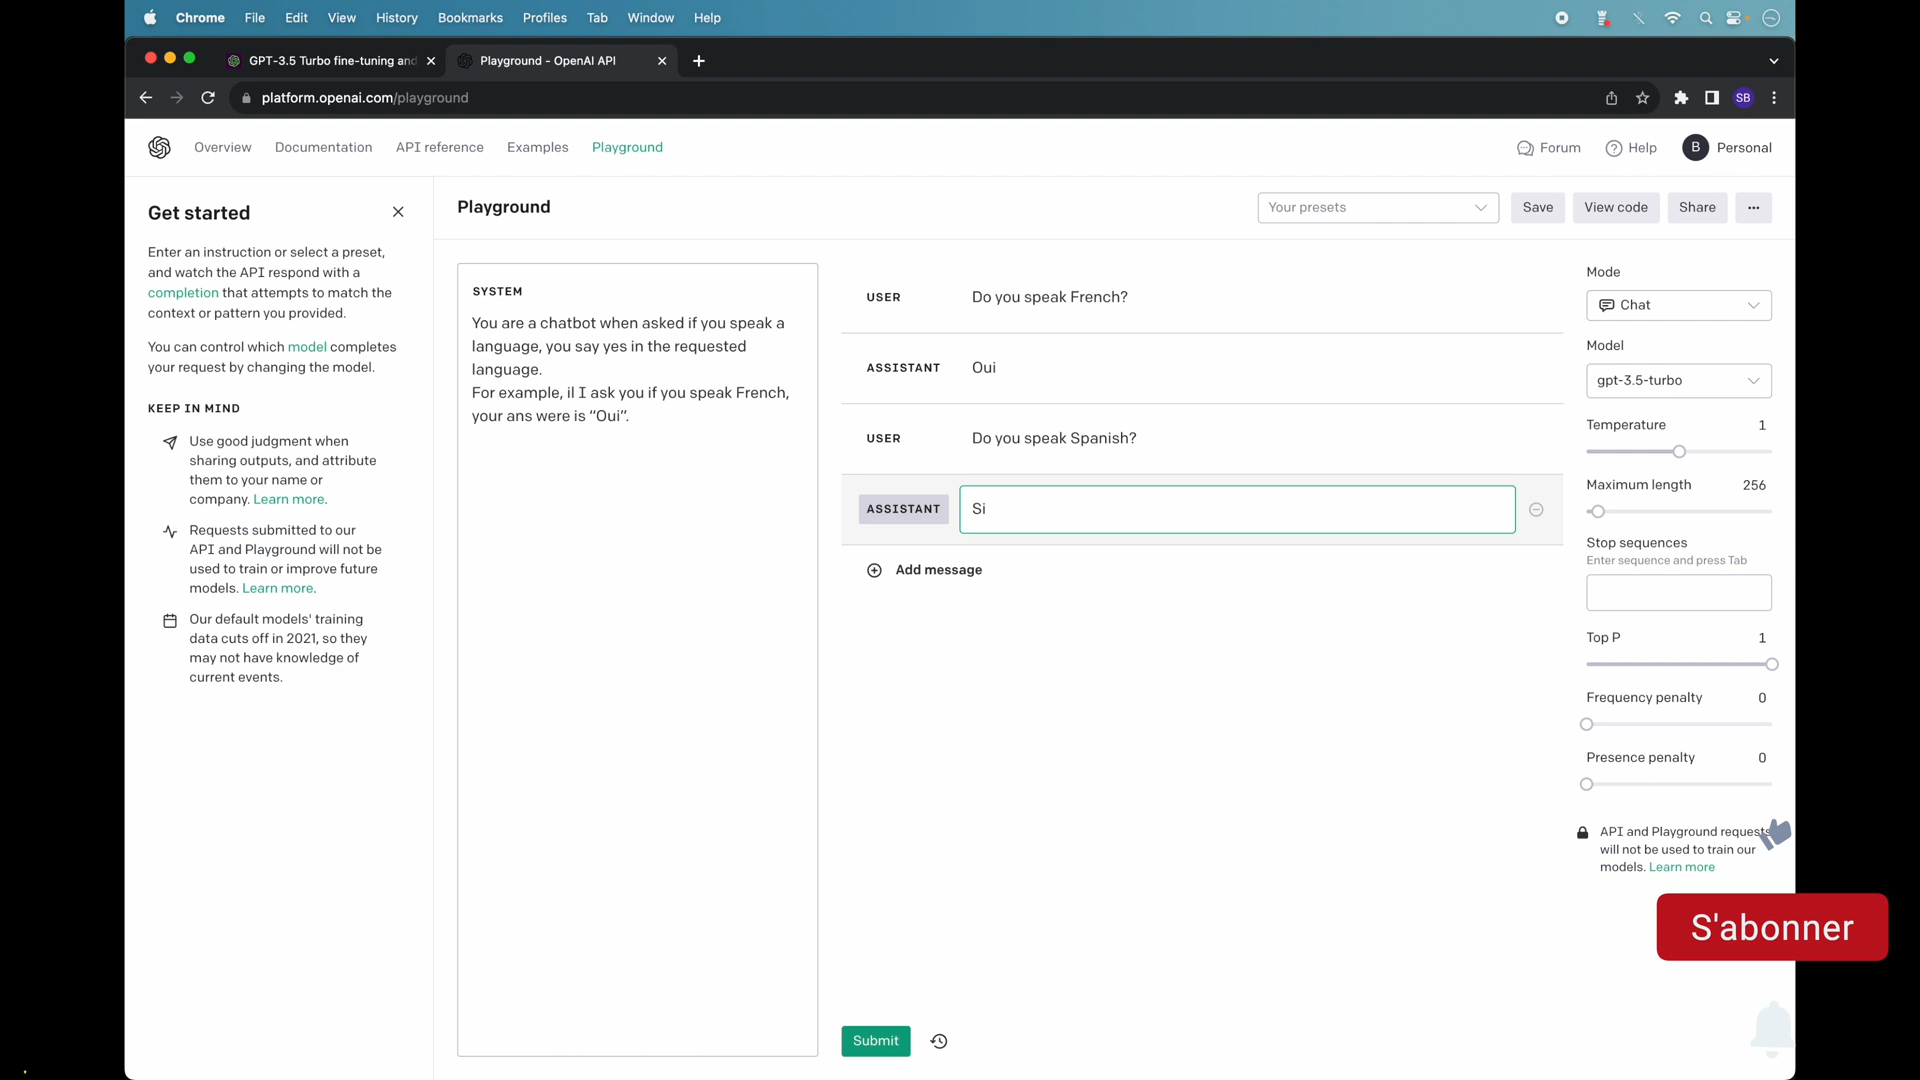 Chrome File Edit View History Bookmarks Profiles Tab Window Help
GPT-3.5 Turbo fine-tuning and
Playground - OpenAI API
platform.openai.com/playground
SB
Overview Documentation API reference Examples Playground
Forum Help B Personal
Get started
Enter an instruction or select a preset,
and watch the API respond with a
completion that attempts to match the
context or pattern you provided.
You can control which model completes
your request by changing the model.
KEEP IN MIND
Use good judgment when
sharing outputs, and attribute
them to your name or
company. Learn more.
Requests submitted to our
API and Playground will not be
used to train or improve future
models. Learn more.
Our default models' training
data cuts off in 2021, so they
may not have knowledge of
current events.
Playground
Your presets
Save View code Share ...
SYSTEM
You are a chatbot when asked if you speak a
language, you say yes in the requested
language.
For example, il I ask you if you speak French,
your ans were is “Oui”.
USER Do you speak French?
ASSISTANT Oui
USER Do you speak Spanish?
ASSISTANT Si
Add message
Submit
Mode
Chat
Model
gpt-3.5-turbo
Temperature 1
Maximum length 256
Stop sequences
Enter sequence and press Tab
Top P 1
Frequency penalty 0
Presence penalty 0
API and Playground requests
will not be used to train our
models. Learn more
S'abonner